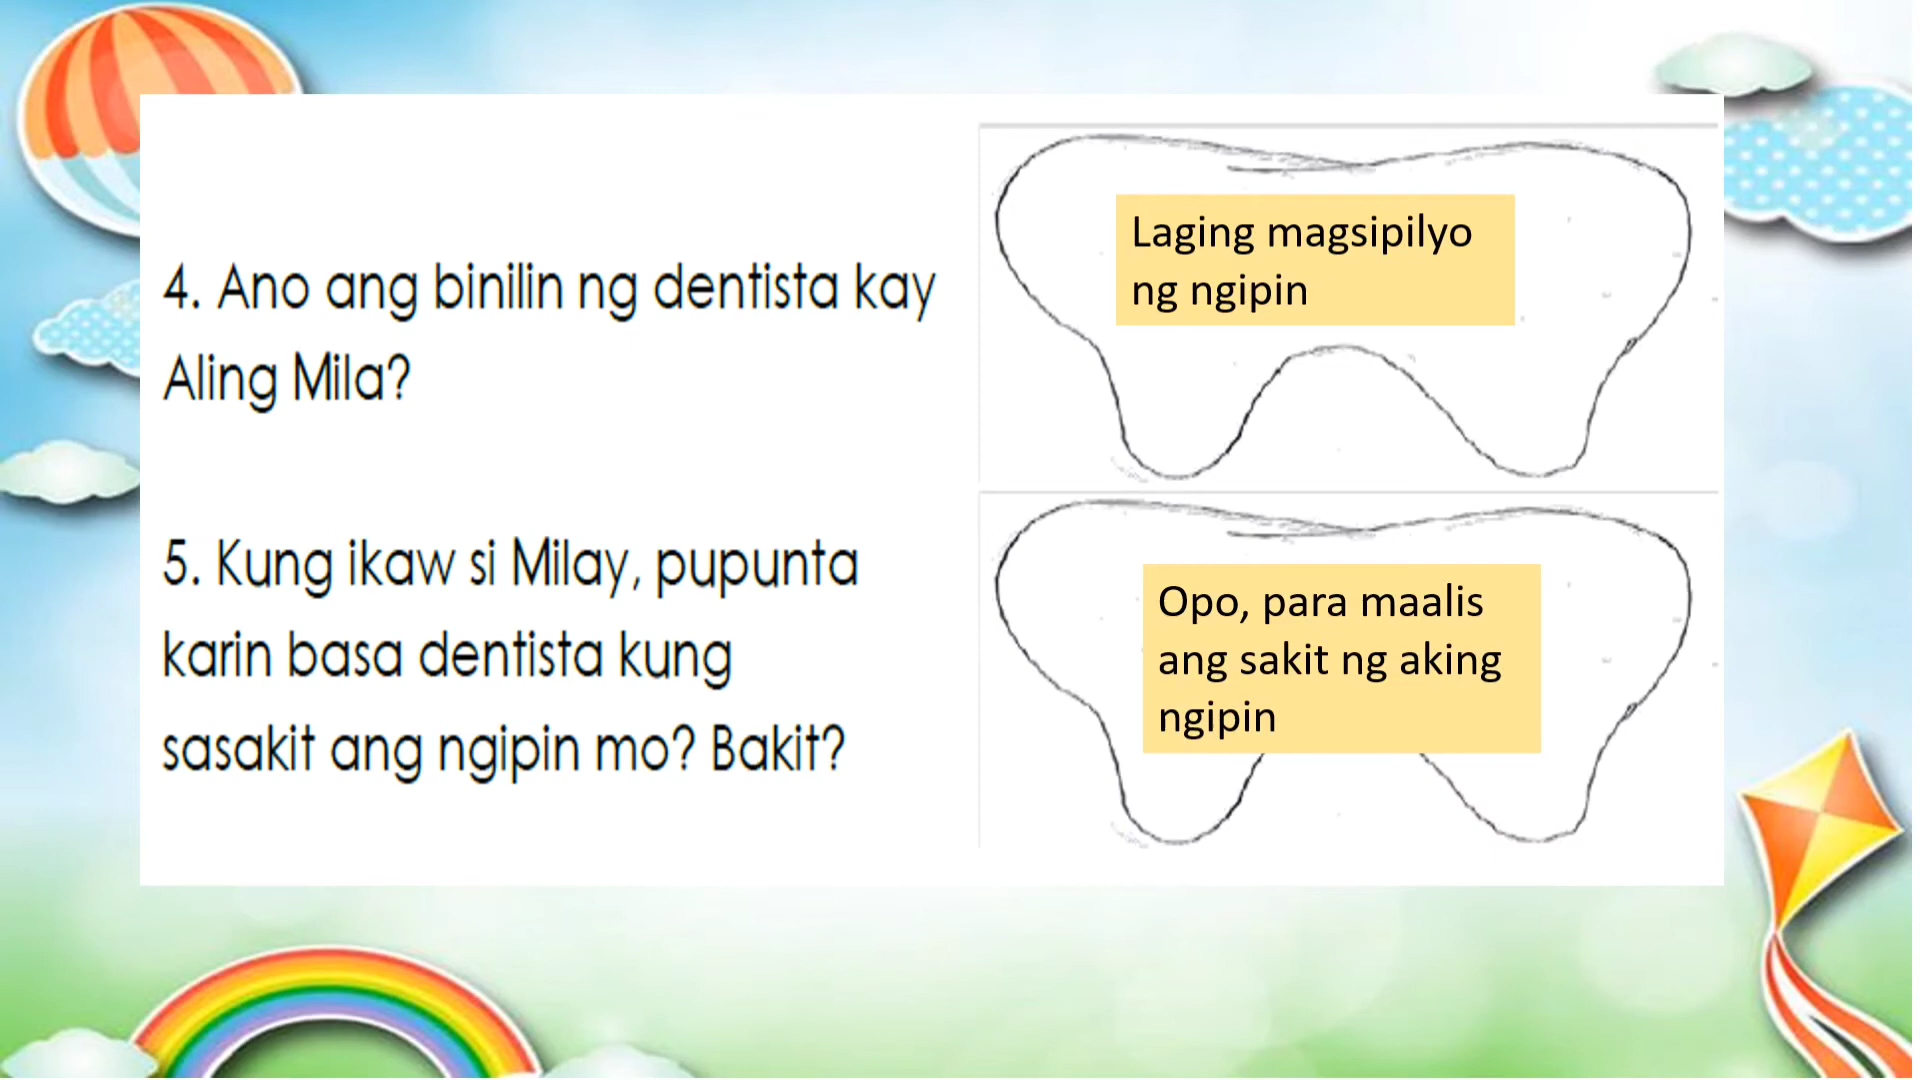 4. Ano ang binilin ng dentista kay
Aling Mila?
Laging magsipilyo
ng ngipin
5. Kung ikaw si Milay, pupunta
karin basa dentista kung
sasakit ang ngipin mo? Bakit?
Opo, para maalis
ang sakit ng aking
ngipin